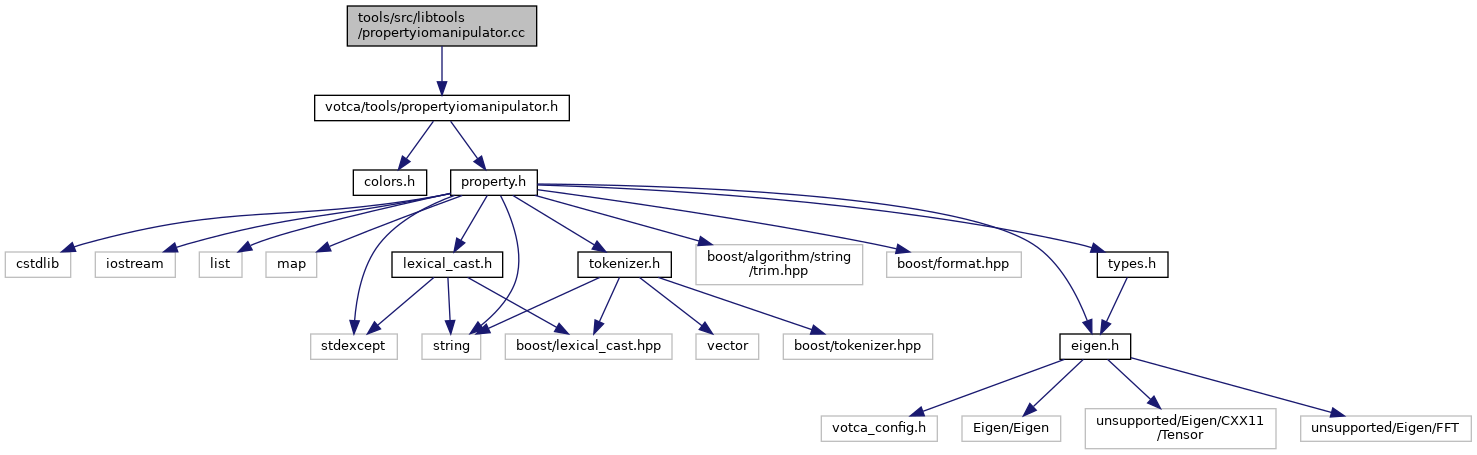 tools/src/libtools
/propertyiomanipulator.cc
votca/tools/propertyiomanipulator.h
colors.h
property.h
cstdlib
iostream
list
map
lexical_cast.h
tokenizer.h
boost/algorithm/string
/trim.hpp
boost/format.hpp
types.h
stdexcept
string
boost/lexical_cast.hpp
vector
boost/tokenizer.hpp
eigen.h
votca_config.h
Eigen/Eigen
unsupported/Eigen/CXX11
/Tensor
unsupported/Eigen/FFT